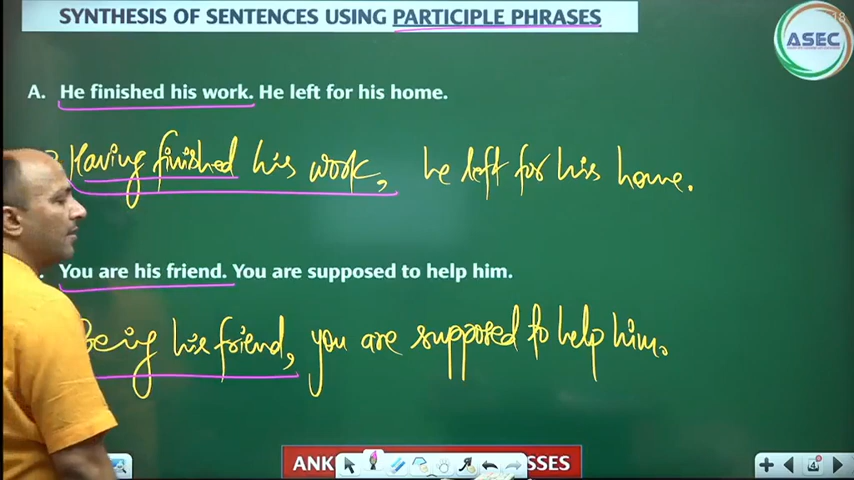 SYNTHESIS OF SENTENCES USING PARTICIPLE PHRASES
18
ASEC
A. He finished his work. He left for his home.
Having finished his work, he left for his home.
You are his friend. You are supposed to help him.
Being his friend, you are supposed to help him.
ANK SSES